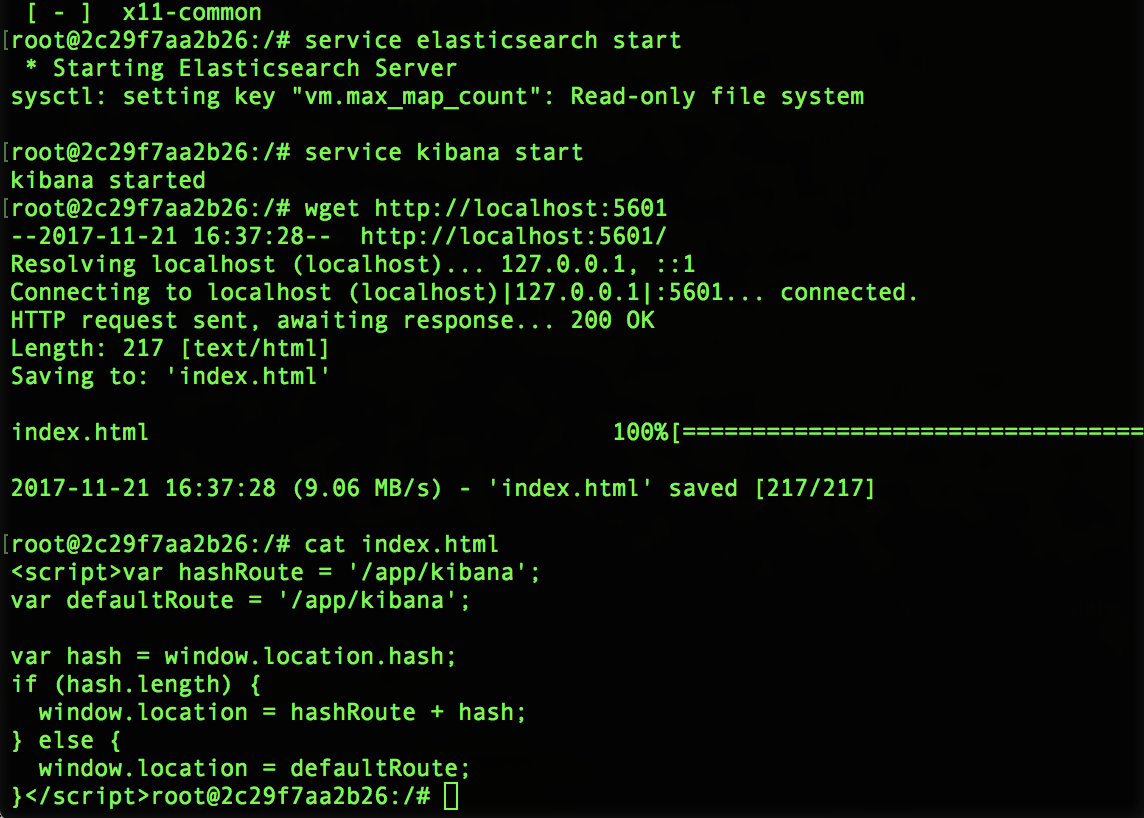 [ - ]  x11-common
[root@2c29f7aa2b26:/# service elasticsearch start
 * Starting Elasticsearch Server
sysctl: setting key "vm.max_map_count": Read-only file system
[root@2c29f7aa2b26:/# service kibana start
kibana started
[root@2c29f7aa2b26:/# wget http://localhost:5601
--2017-11-21 16:37:28--  http://localhost:5601/
Resolving localhost (localhost)... 127.0.0.1, ::1
Connecting to localhost (localhost)|127.0.0.1|:5601... connected.
HTTP request sent, awaiting response... 200 OK
Length: 217 [text/html]
Saving to: 'index.html'
index.html 100%[=================================
2017-11-21 16:37:28 (9.06 MB/s) - 'index.html' saved [217/217]
[root@2c29f7aa2b26:/# cat index.html
<script>var hashRoute = '/app/kibana';
var defaultRoute = '/app/kibana';
var hash = window.location.hash;
if (hash.length) {
  window.location = hashRoute + hash;
} else {
  window.location = defaultRoute;
}</script>root@2c29f7aa2b26:/#